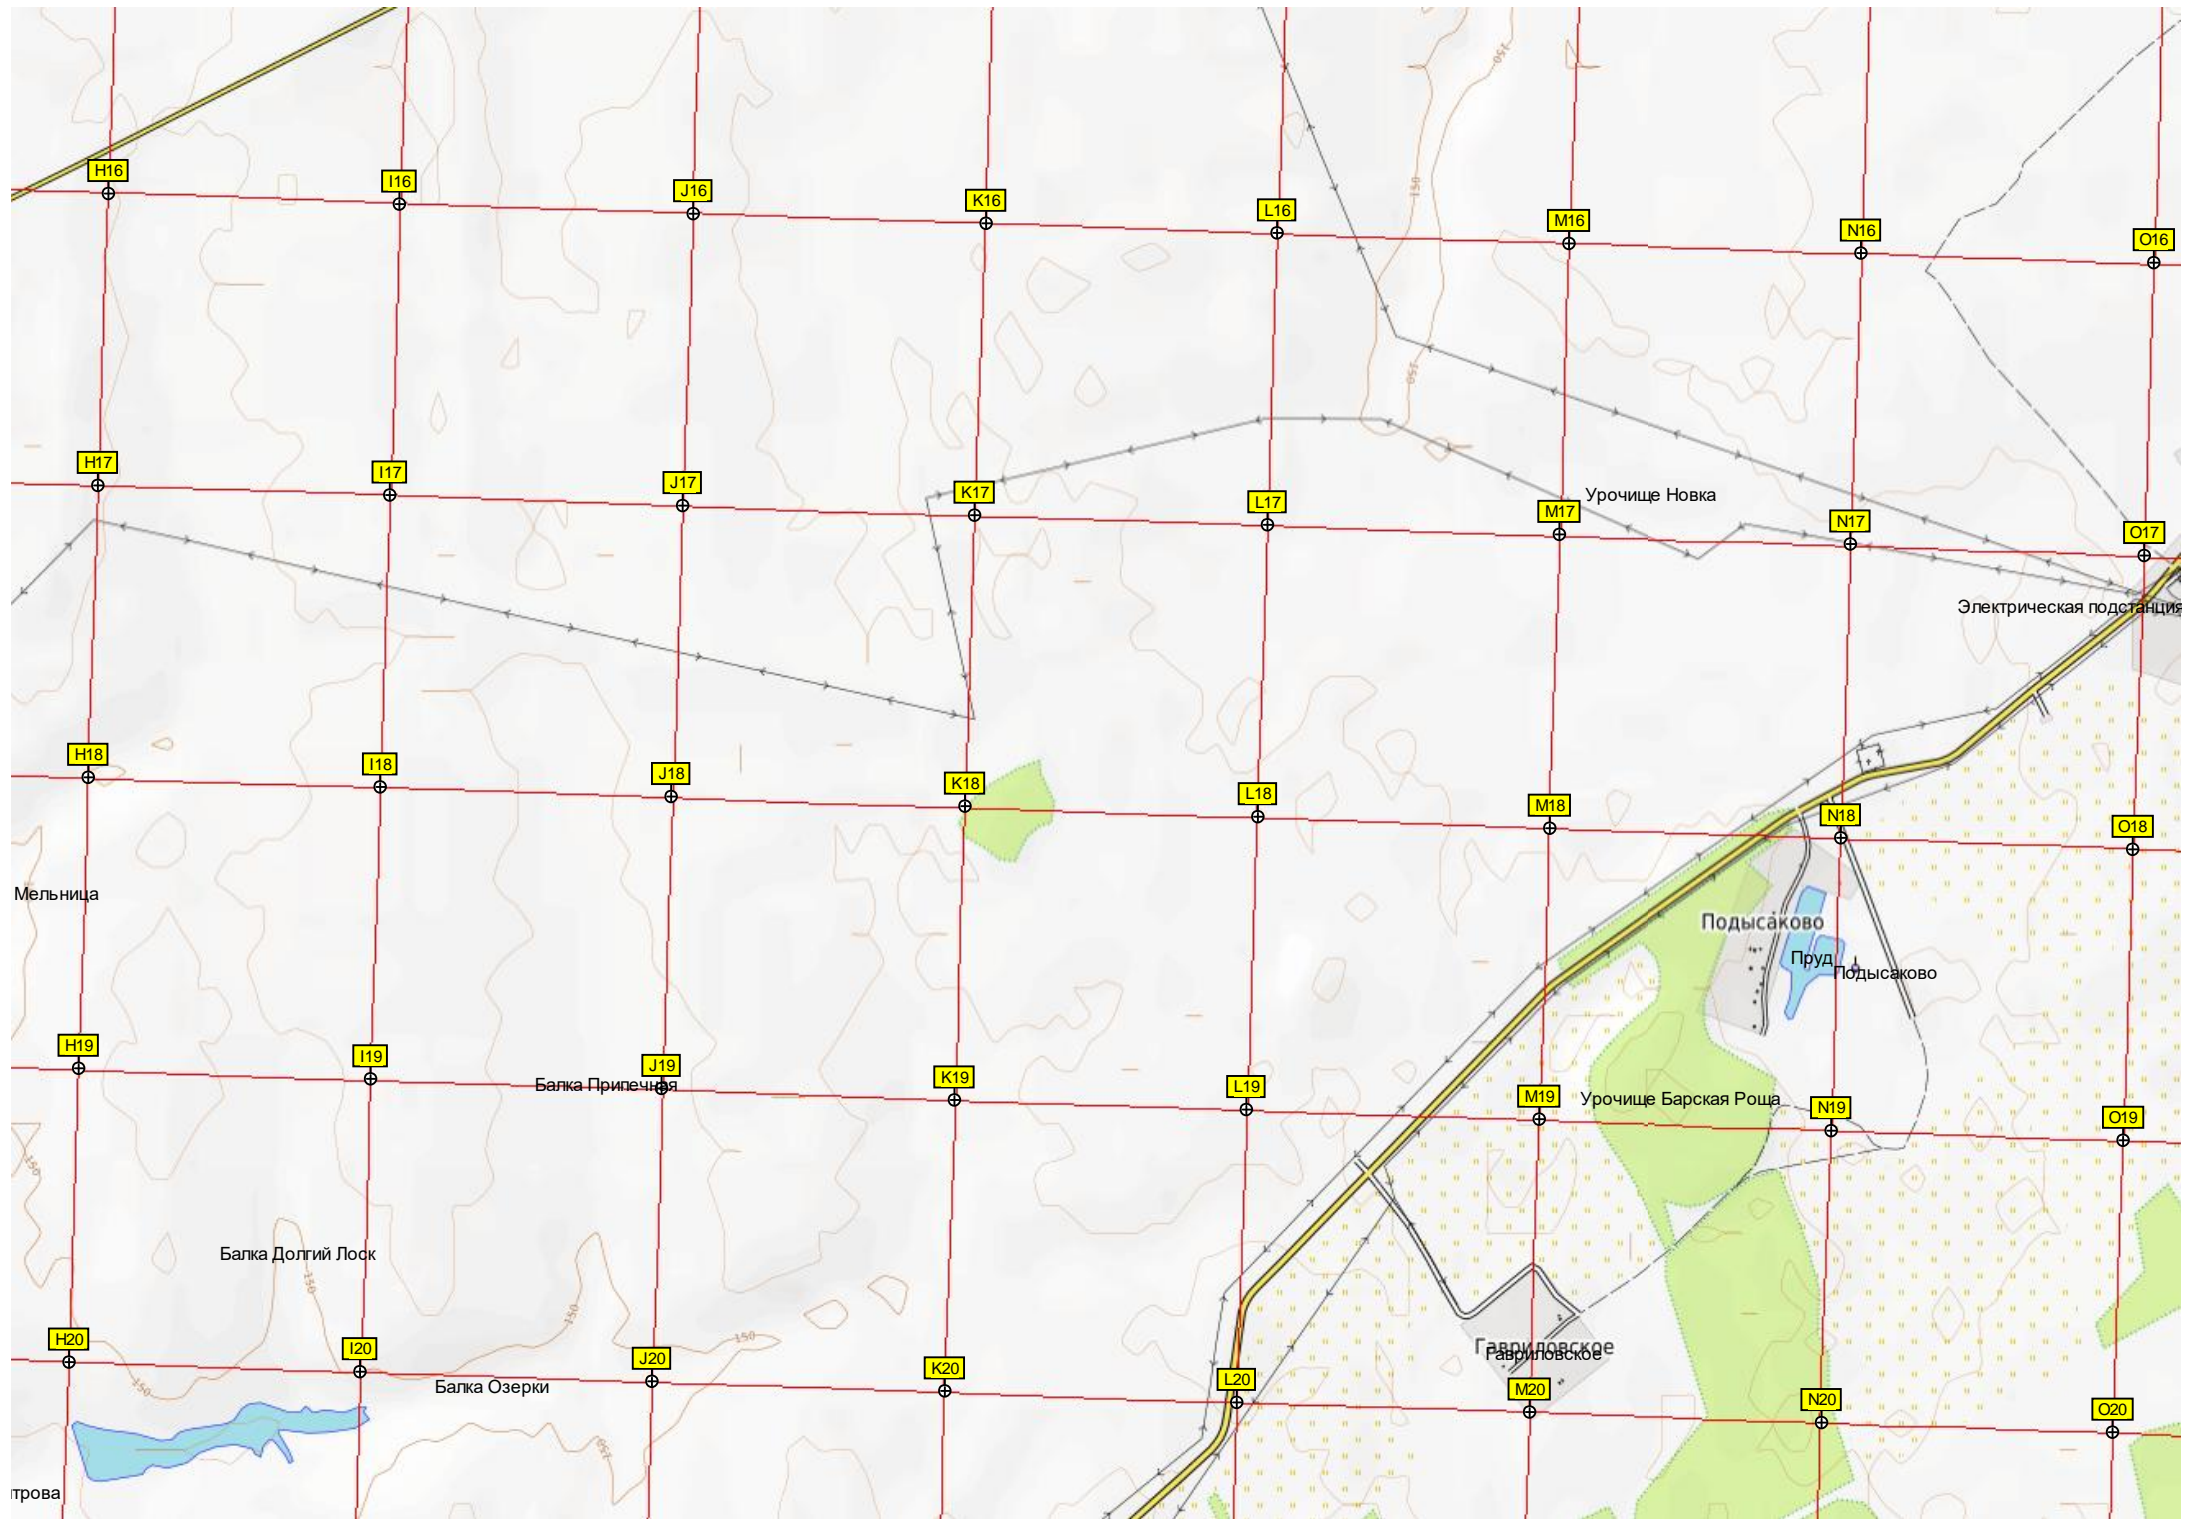 150
H16
I16
J16
K16
L16
M16
N16
O16
150
150
H17
I17
J17
K17
L17
M17
N17
O17
Урочище Новка
Электрическая подстанция
H18
I18
J18
K18
L18
M18
N18
O18
Мельница
Подысаково
Пруд
Подысаково
H19
I19
J19
K19
L19
M19
N19
O19
Балка Припечная
Урочище Барская Роща
150
Балка Долгий Лоск
150
150
150
H20
I20
J20
K20
L20
M20
N20
O20
Гавриловское
Гавриловское
150
Балка Озерки
150
трова